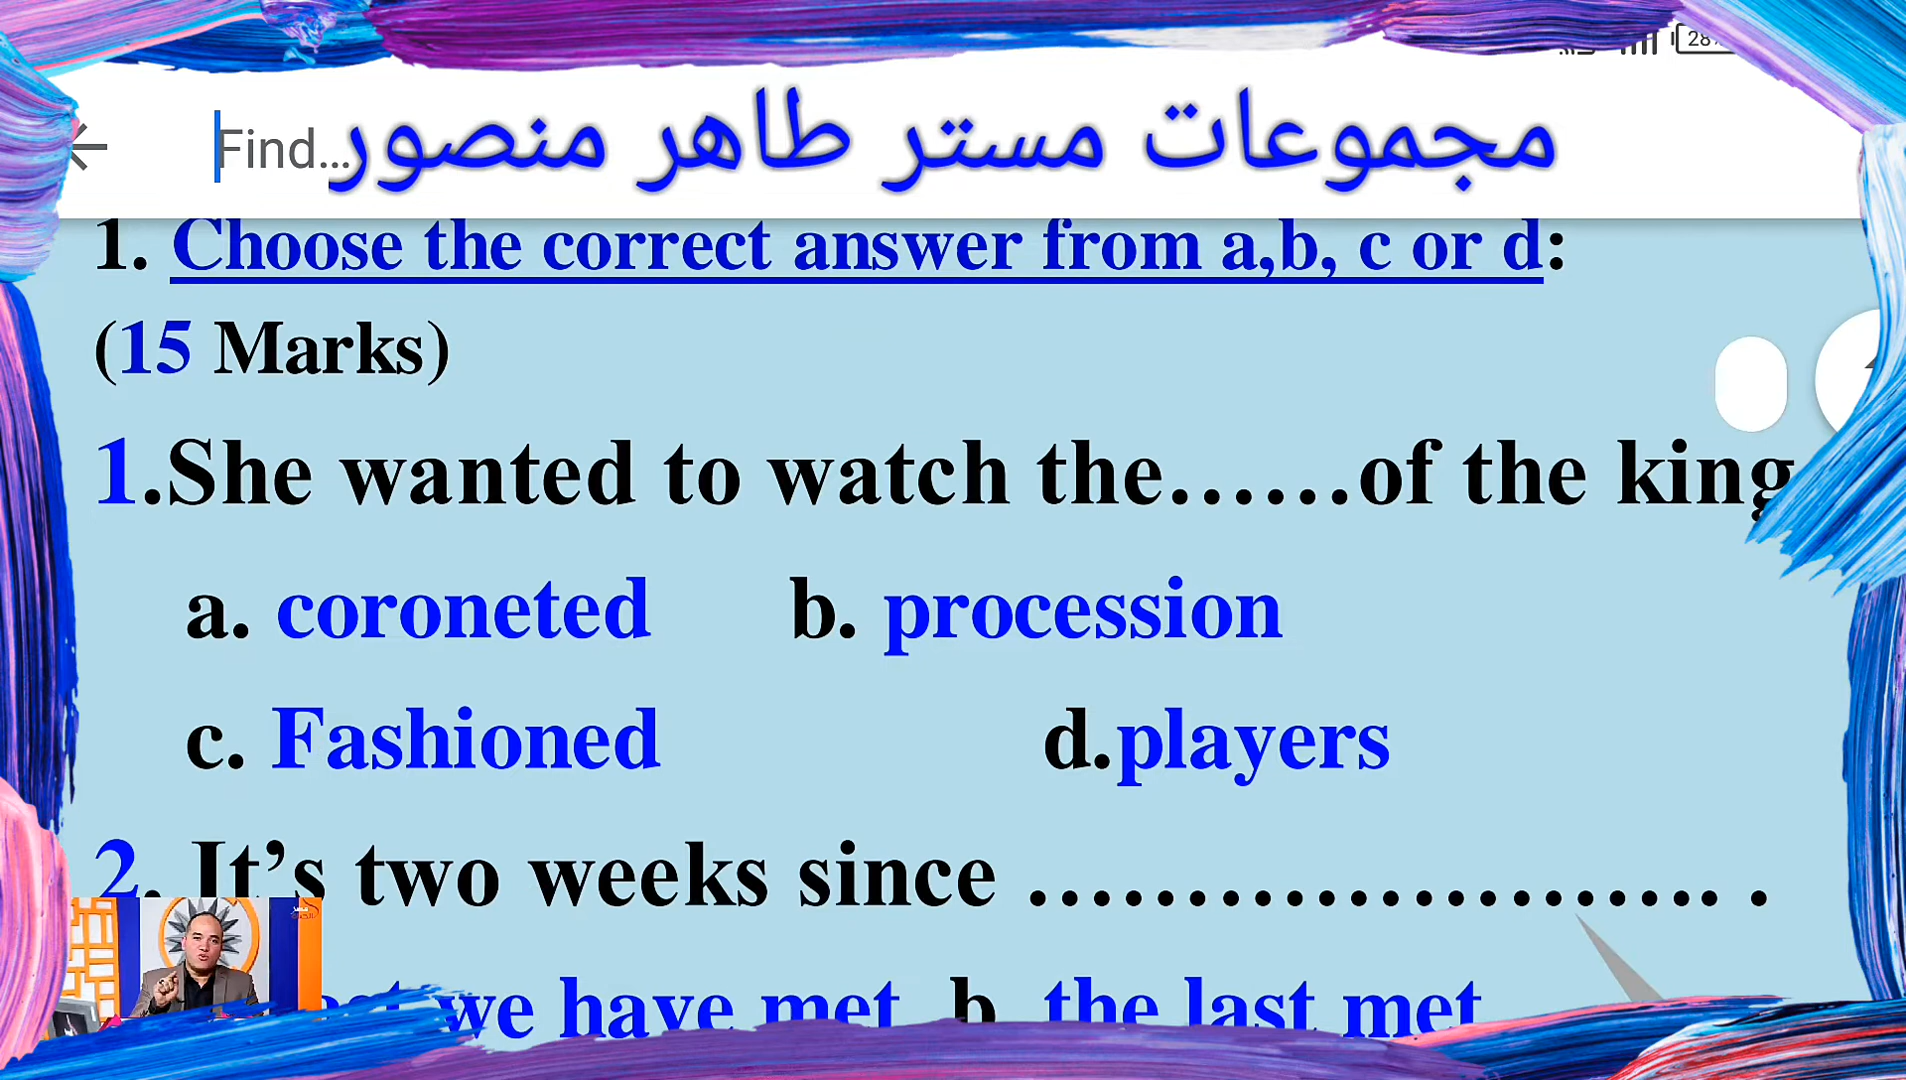 Find...
مجموعات مستر طاهر منصور
1. Choose the correct answer from a,b, c or d:
(15 Marks)
1.She wanted to watch the......of the king
a. coroneted b. procession
c. Fashioned d.players
2. It’s two weeks since ...................... .
we have met b the last met